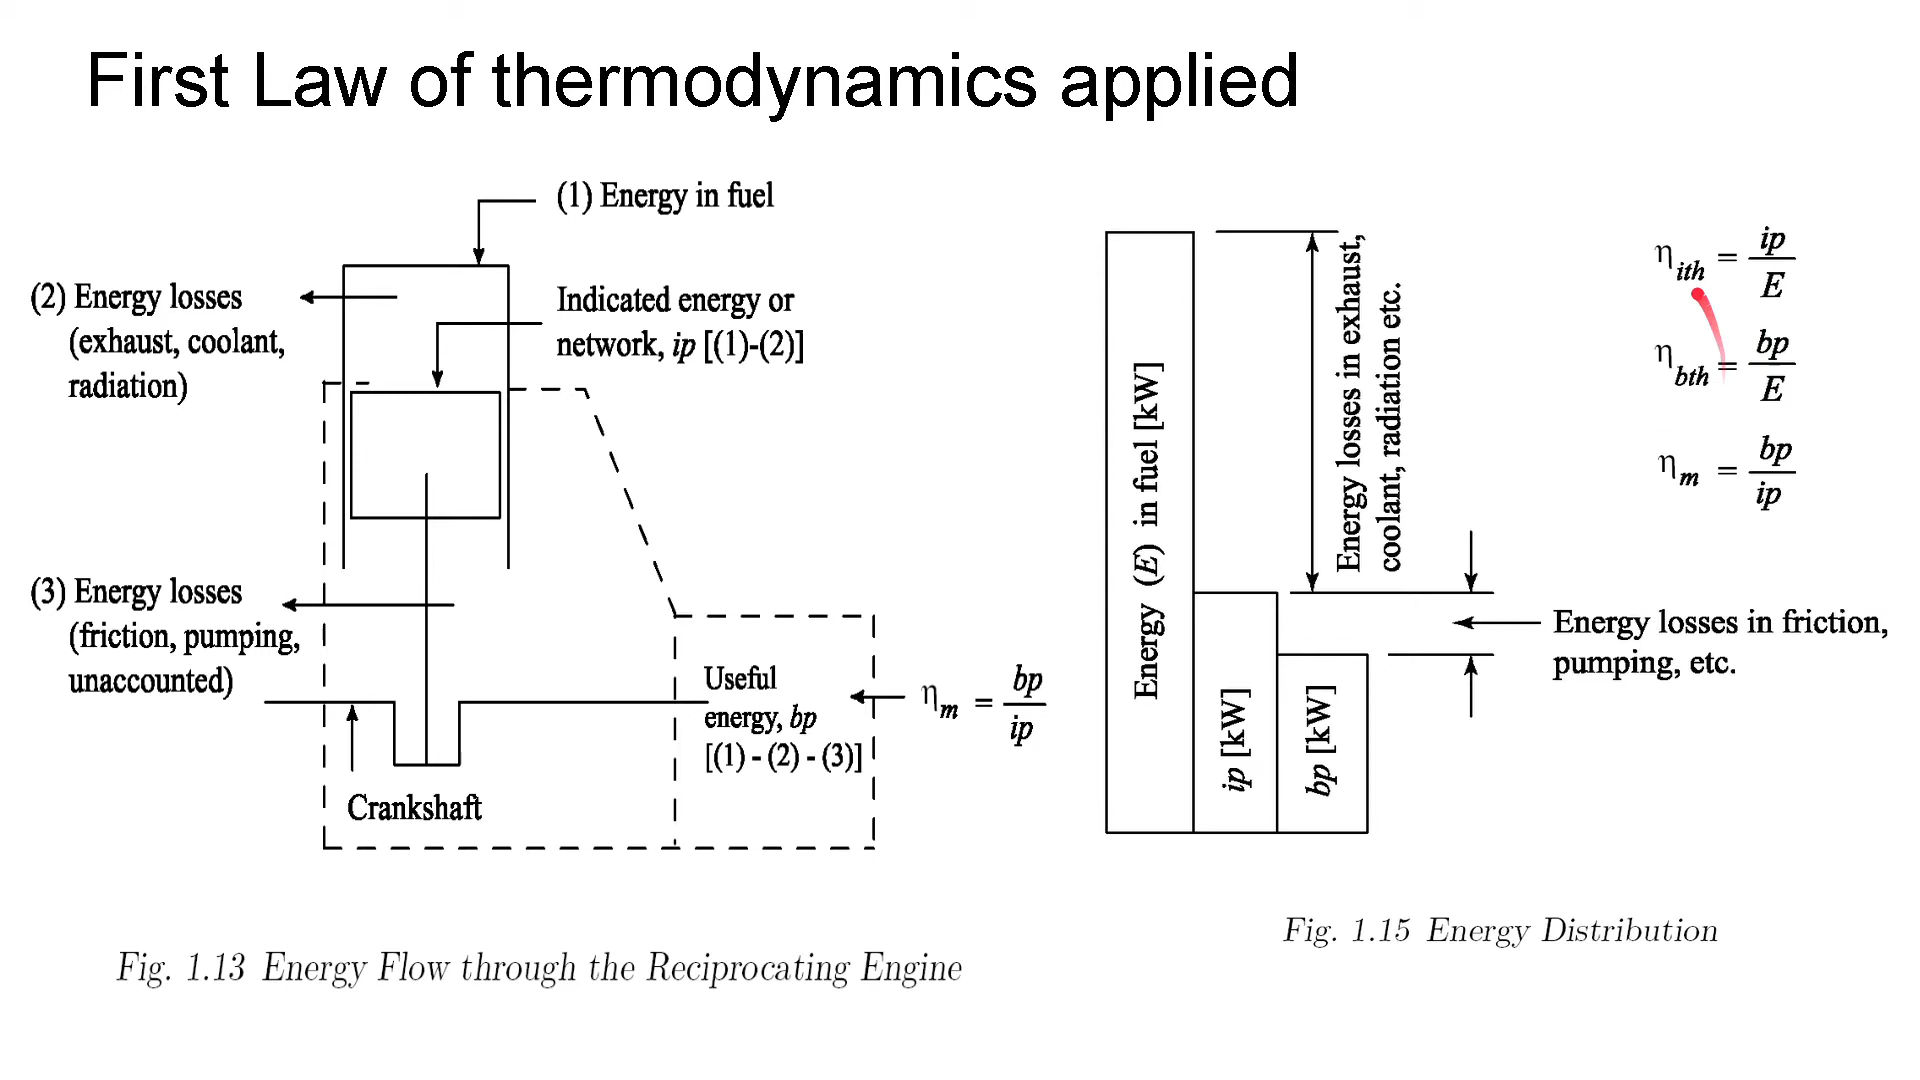 First Law of thermodynamics applied
(1) Energy in fuel
(2) Energy losses
(exhaust, coolant,
radiation)
Indicated energy or
network, ip [(1)-(2)]
(3) Energy losses
(friction, pumping,
unaccounted)
Useful
energy, bp
[(1) - (2) - (3)]
ηm = bp/ip
Crankshaft
Fig. 1.13 Energy Flow through the Reciprocating Engine
Energy (E) in fuel [kW]
ip [kW]
bp [kW]
Energy losses in exhaust,
coolant, radiation etc.
ηith = ip/E
ηbth = bp/E
ηm = bp/ip
Energy losses in friction,
pumping, etc.
Fig. 1.15 Energy Distribution